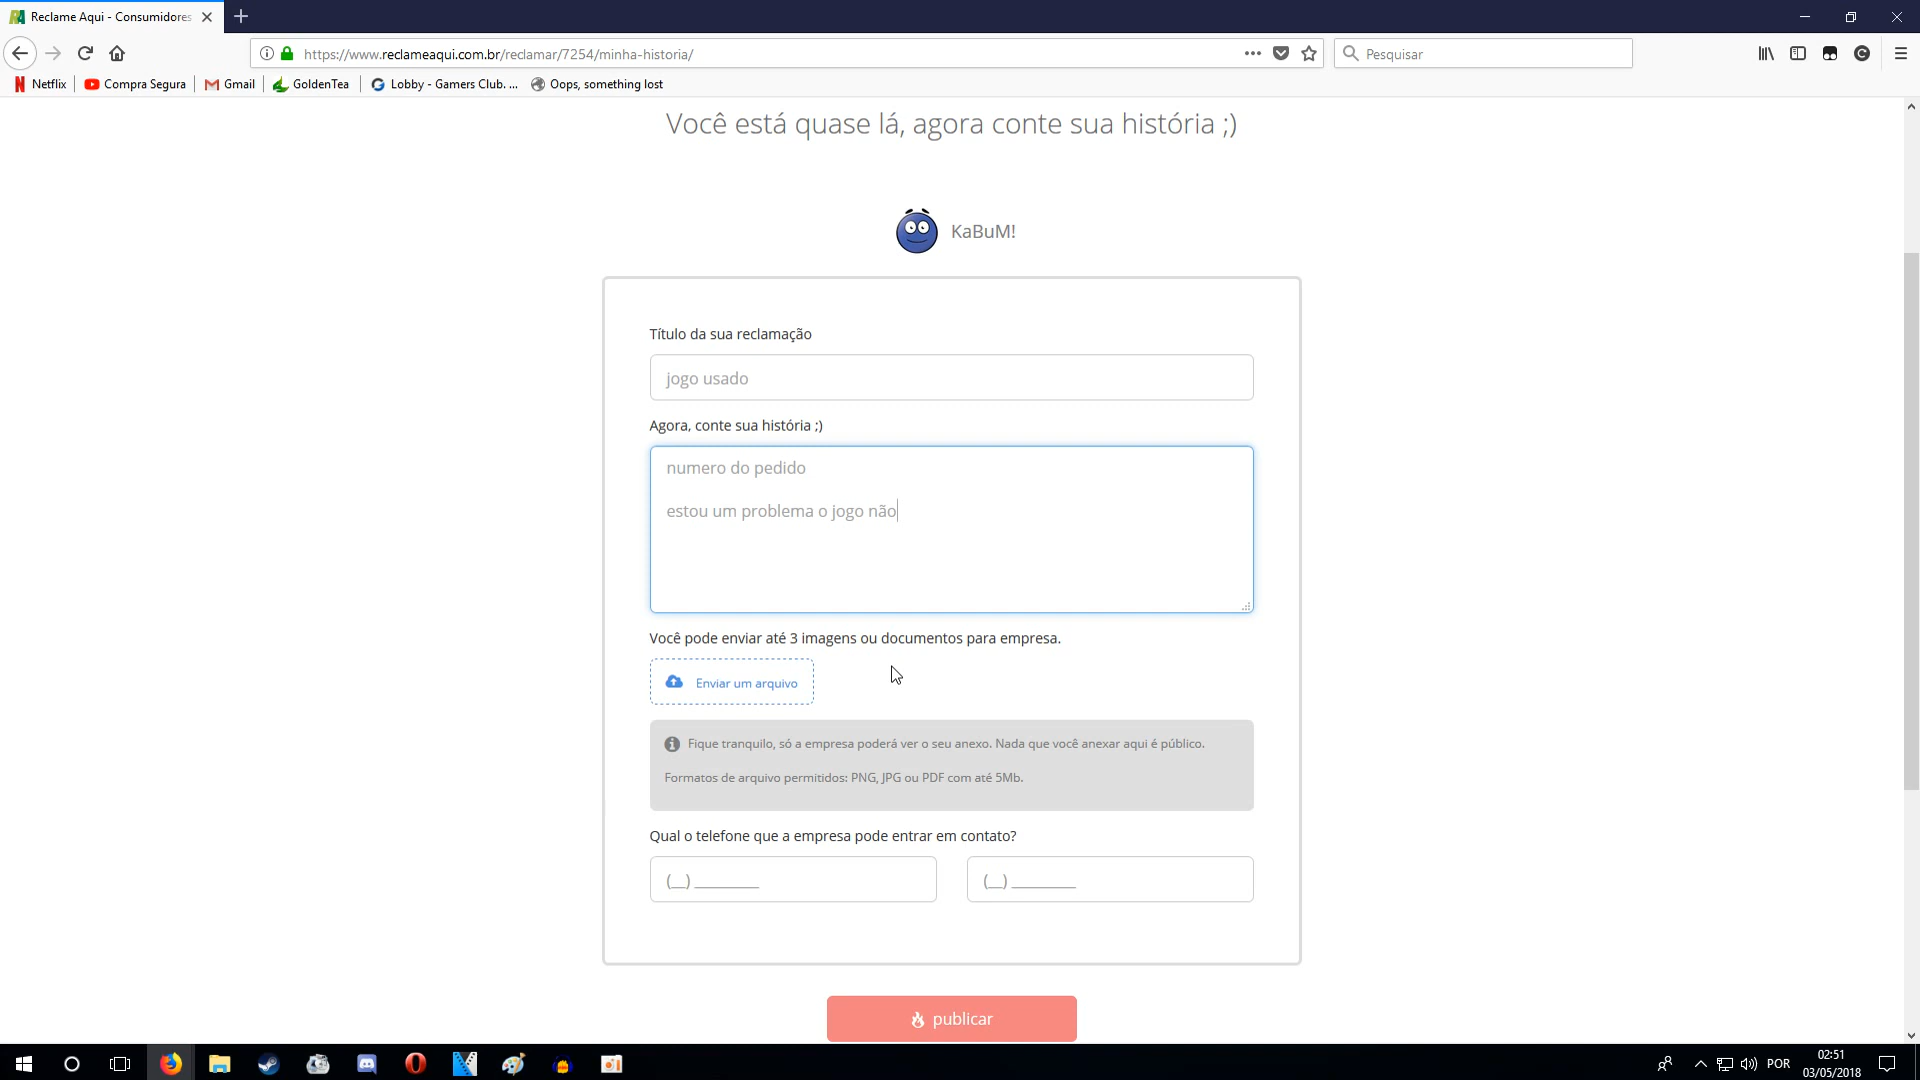 Reclame Aqui - Consumidores
https://www.reclameaqui.com.br/reclamar/7254/minha-historia/
Pesquisar
Netflix
Compra Segura
Gmail
GoldenTea
Lobby - Gamers Club. ...
Oops, something lost
Você está quase lá, agora conte sua história ;)
KaBuM!
Título da sua reclamação
jogo usado
Agora, conte sua história ;)
numero do pedido
estou um problema o jogo não
Você pode enviar até 3 imagens ou documentos para empresa.
Enviar um arquivo
Fique tranquilo, só a empresa poderá ver o seu anexo. Nada que você anexar aqui é público.
Formatos de arquivo permitidos: PNG, JPG ou PDF com até 5Mb.
Qual o telefone que a empresa pode entrar em contato?
(__) _________
(__) _________
publicar
POR
02:51
03/05/2018